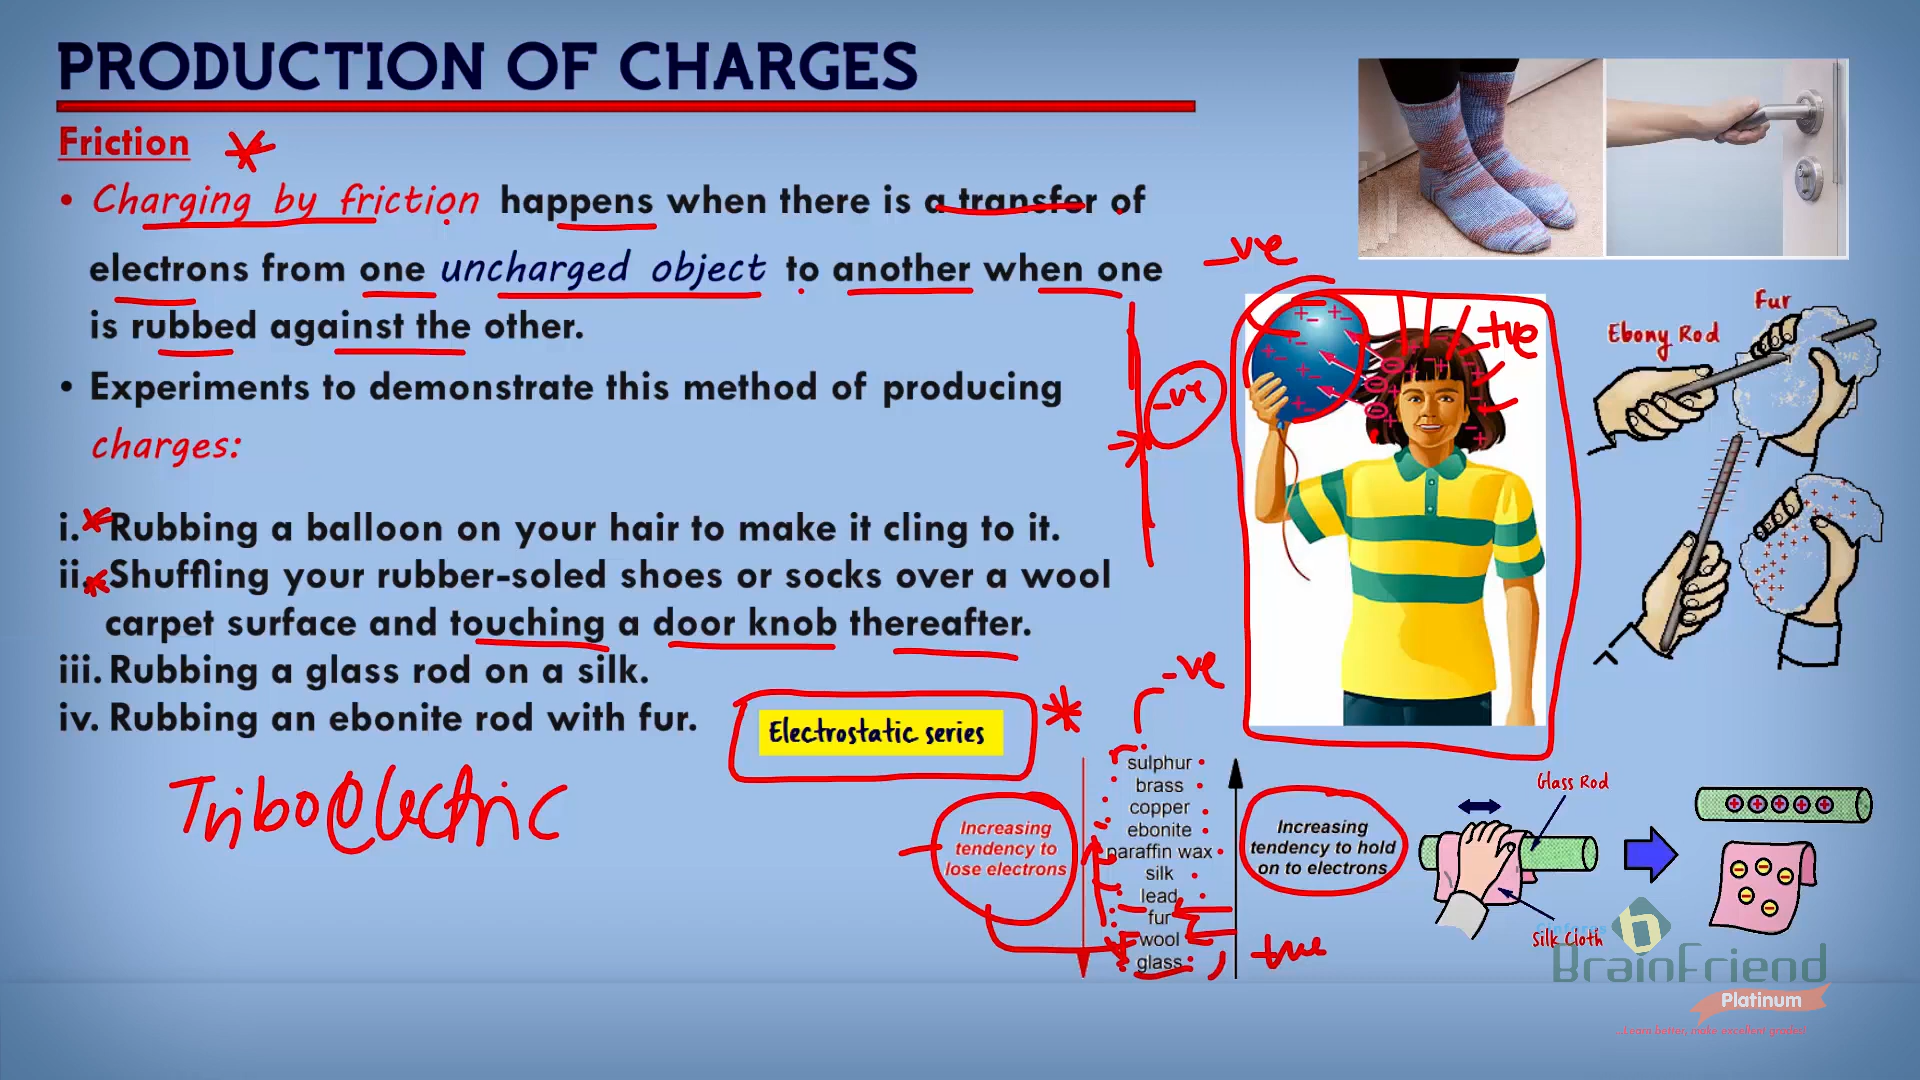 PRODUCTION OF CHARGES
Friction
• Charging by friction happens when there is a transfer of
electrons from one uncharged object to another when one
is rubbed against the other.
• Experiments to demonstrate this method of producing
charges:
i. Rubbing a balloon on your hair to make it cling to it.
ii. Shuffling your rubber-soled shoes or socks over a wool
carpet surface and touching a door knob thereafter.
iii. Rubbing a glass rod on a silk.
iv. Rubbing an ebonite rod with fur.
Triboelectric
Electrostatic series
-ve
-ve
+ve
Ebony Rod
Fur
-ve
Increasing
tendency to
lose electrons
sulphur
brass
copper
ebonite
paraffin wax
silk
lead
fur
wool
glass
Increasing
tendency to hold
on to electrons
+ve
Glass Rod
Silk Cloth
BrainFriend
Platinum
...Learn better, make excellent grades!